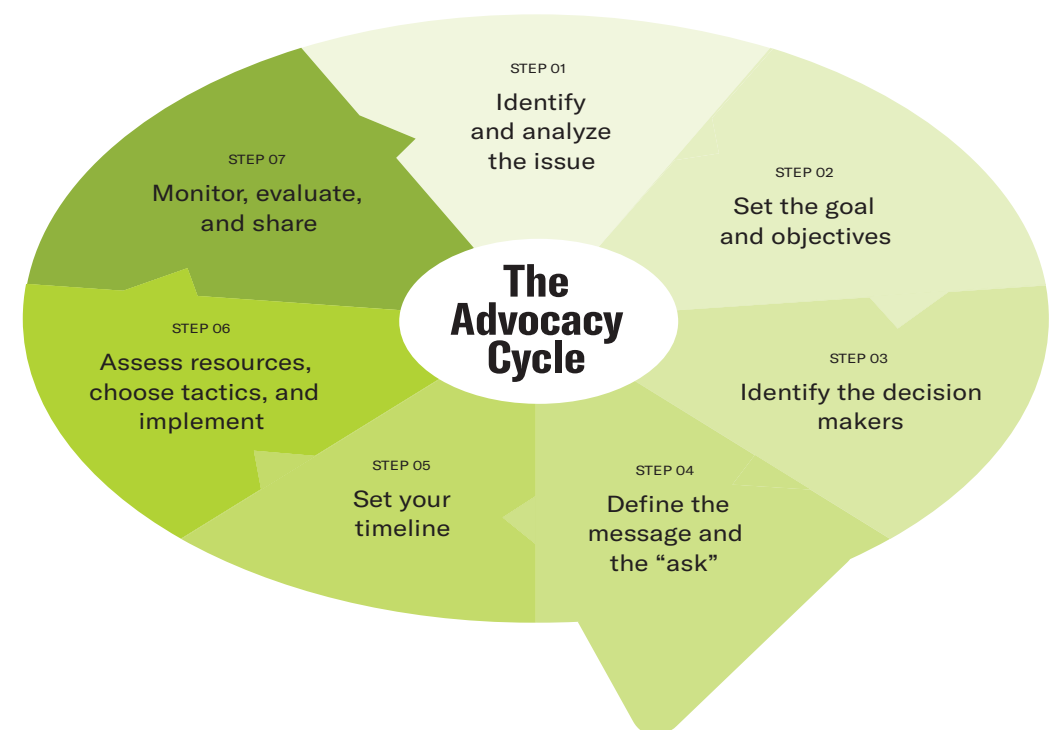 STEP 01
Identify
and analyze
the issue
STEP 02
Set the goal
and objectives
STEP 03
Identify the decision
makers
STEP 04
Define the
message and
the “ask”
STEP 05
Set your
timeline
STEP 06
Assess resources,
choose tactics, and
implement
STEP 07
Monitor, evaluate,
and share
The
Advocacy
Cycle